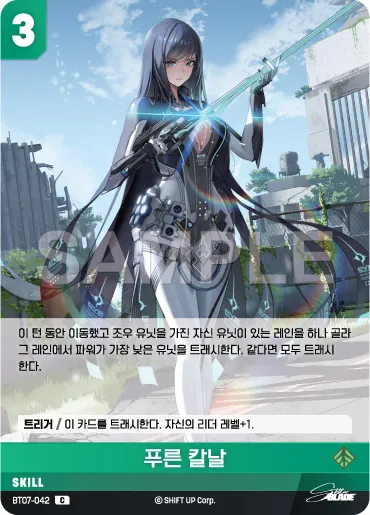 3
SAMPLE
이 턴 동안 이동했고 조우 유닛을 가진 자신 유닛이 있는 레인을 하나 골라
그 레인에서 파워가 가장 낮은 유닛을 트래시한다. 같다면 모두 트래시
한다.
트리거 / 이 카드를 트래시한다. 자신의 리더 레벨+1.
푸른 칼날
SKILL
BT07-042 C
© SHIFT UP Corp.
Stellar BLADE